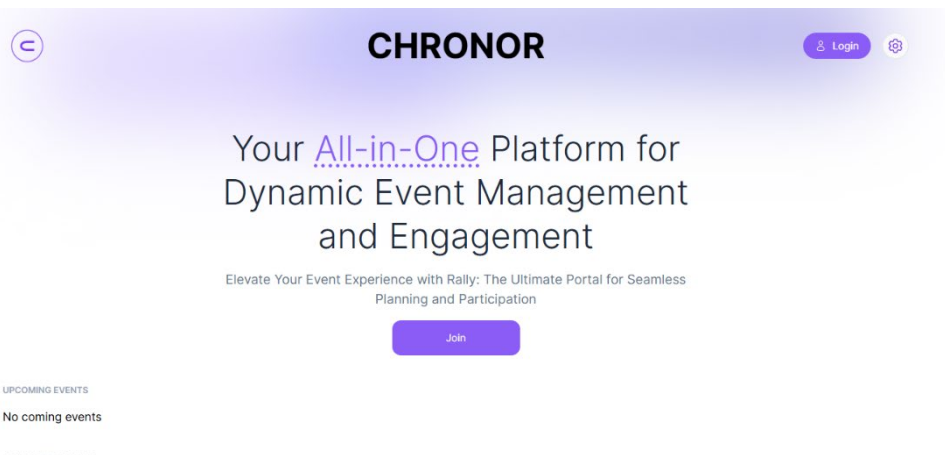 CHRONOR
Login
Your All-in-One Platform for
Dynamic Event Management
and Engagement
Elevate Your Event Experience with Rally: The Ultimate Portal for Seamless
Planning and Participation
Join
UPCOMING EVENTS
No coming events